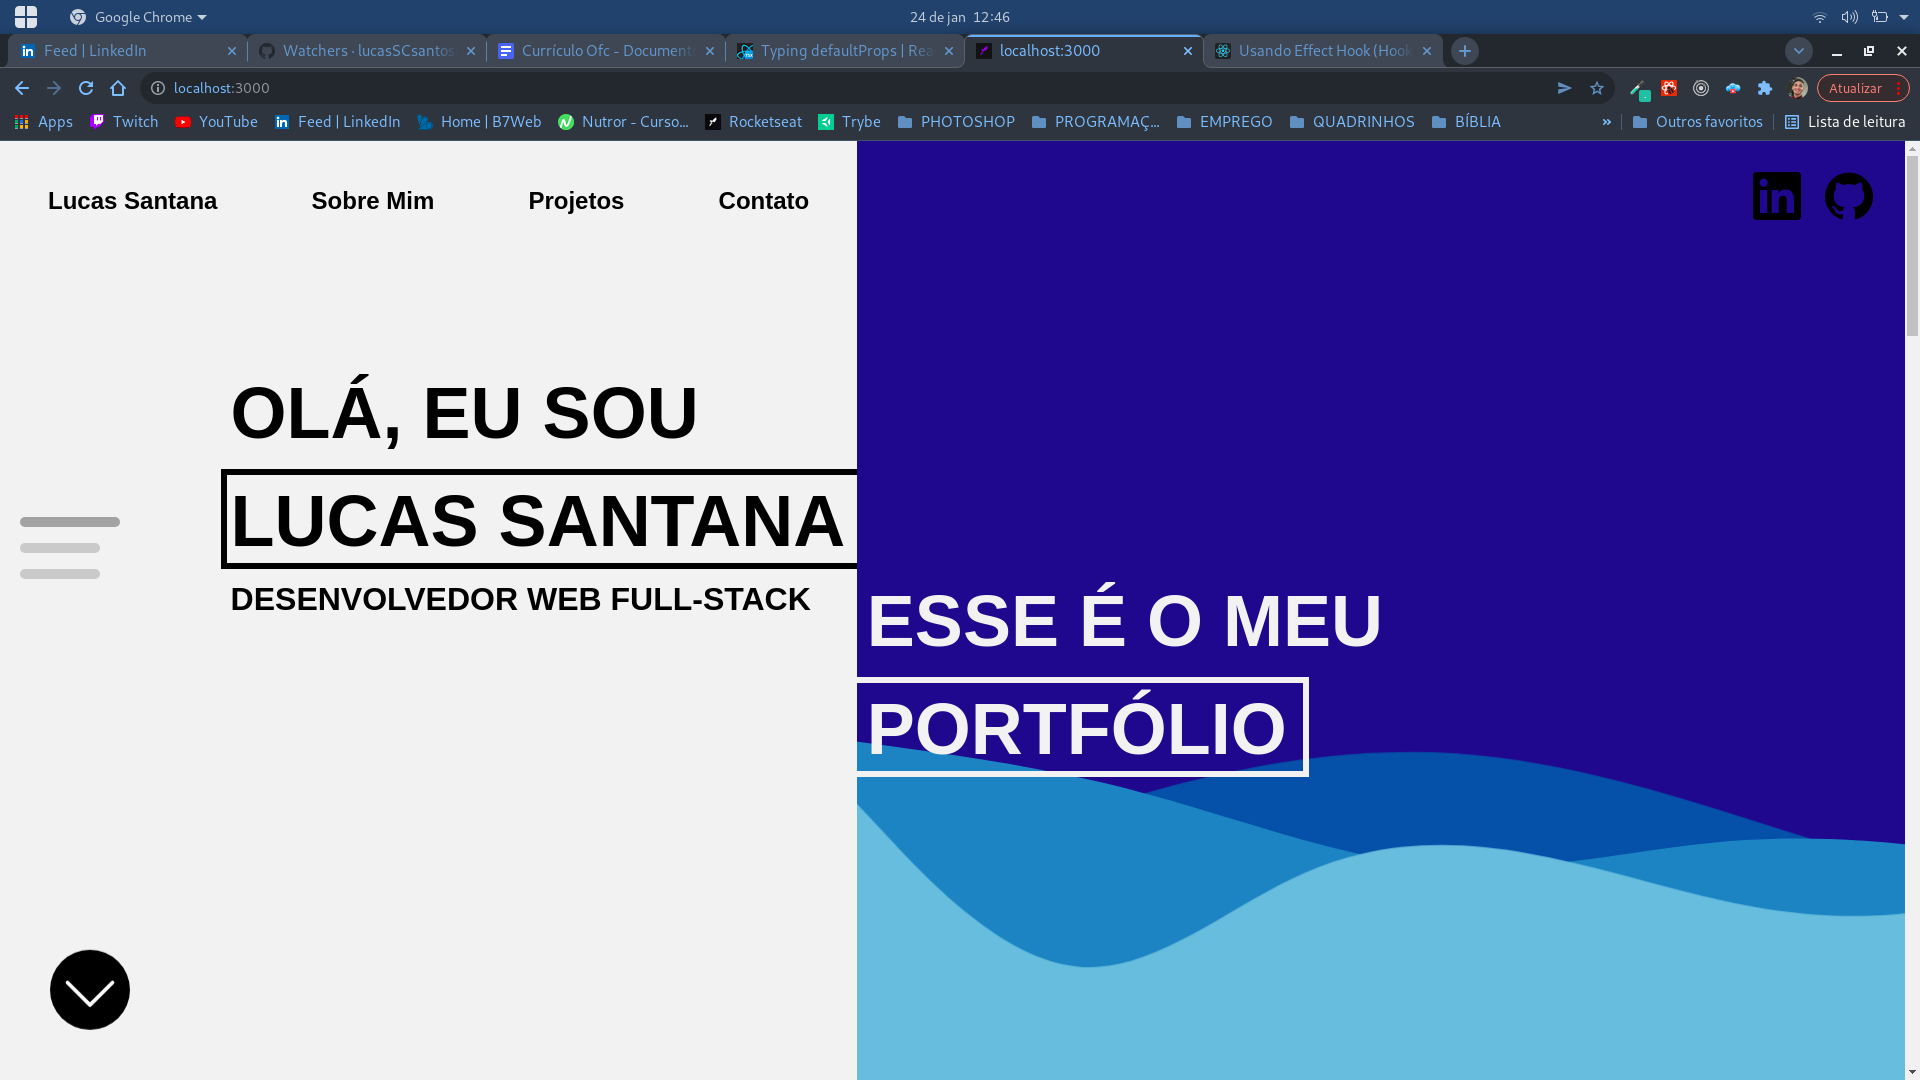 Google Chrome
24 de jan 12:46
Feed | LinkedIn
Watchers · lucasSCsantos
Currículo Ofc - Documento
Typing defaultProps | Rea
localhost:3000
Usando Effect Hook (Hook
localhost:3000
Atualizar
Apps
Twitch
YouTube
Feed | LinkedIn
Home | B7Web
Nutror - Curso...
Rocketseat
Trybe
PHOTOSHOP
PROGRAMAÇ...
EMPREGO
QUADRINHOS
BÍBLIA
»
Outros favoritos
Lista de leitura
Lucas Santana
Sobre Mim
Projetos
Contato
in
OLÁ, EU SOU
LUCAS SANTANA
DESENVOLVEDOR WEB FULL-STACK
ESSE É O MEU
PORTFÓLIO